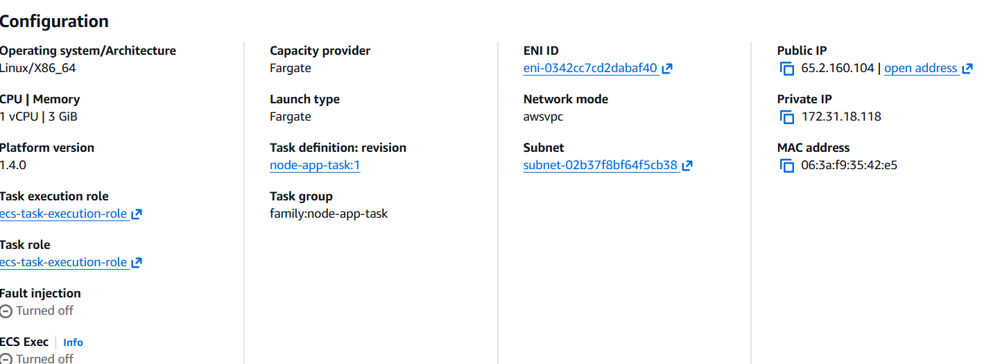 Configuration
Operating system/Architecture
Linux/X86_64
CPU | Memory
1 vCPU | 3 GiB
Platform version
1.4.0
Task execution role
ecs-task-execution-role
Task role
ecs-task-execution-role
Fault injection
Turned off
ECS Exec | Info
Turned off
Capacity provider
Fargate
Launch type
Fargate
Task definition: revision
node-app-task:1
Task group
family:node-app-task
ENI ID
eni-0342cc7cd2dabaf40
Network mode
awsvpc
Subnet
subnet-02b37f8bf64f5cb38
Public IP
65.2.160.104 | open address
Private IP
172.31.18.118
MAC address
06:3a:f9:35:42:e5